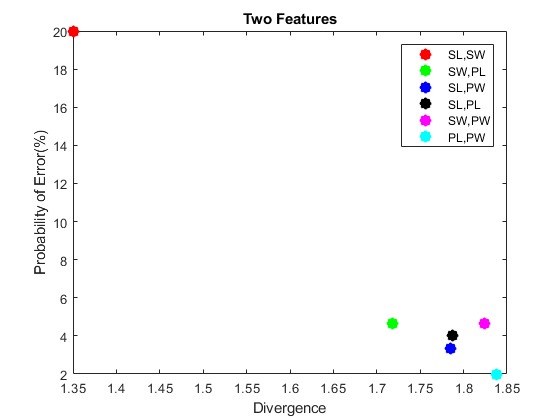 Two Features
20
18
16
14
12
10
8
6
4
2
Probability of Error(%)
SL,SW
SW,PL
SL,PW
SL,PL
SW,PW
PL,PW
1.35 1.4 1.45 1.5 1.55 1.6 1.65 1.7 1.75 1.8 1.85
Divergence